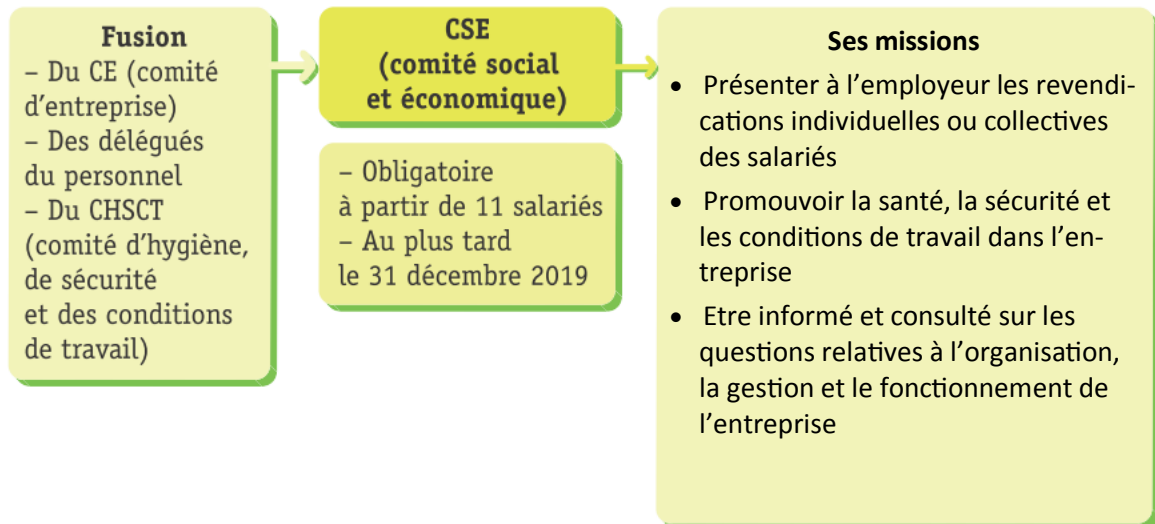 Fusion
– Du CE (comité
d'entreprise)
– Des délégués
du personnel
– Du CHSCT
(comité d'hygiène,
de sécurité
et des conditions
de travail)
CSE
(comité social
et économique)
– Obligatoire
à partir de 11 salariés
– Au plus tard
le 31 décembre 2019
Ses missions
• Présenter à l'employeur les revendi-
cations individuelles ou collectives
des salariés
• Promouvoir la santé, la sécurité et
les conditions de travail dans l'en-
treprise
• Etre informé et consulté sur les
questions relatives à l'organisation,
la gestion et le fonctionnement de
l'entreprise